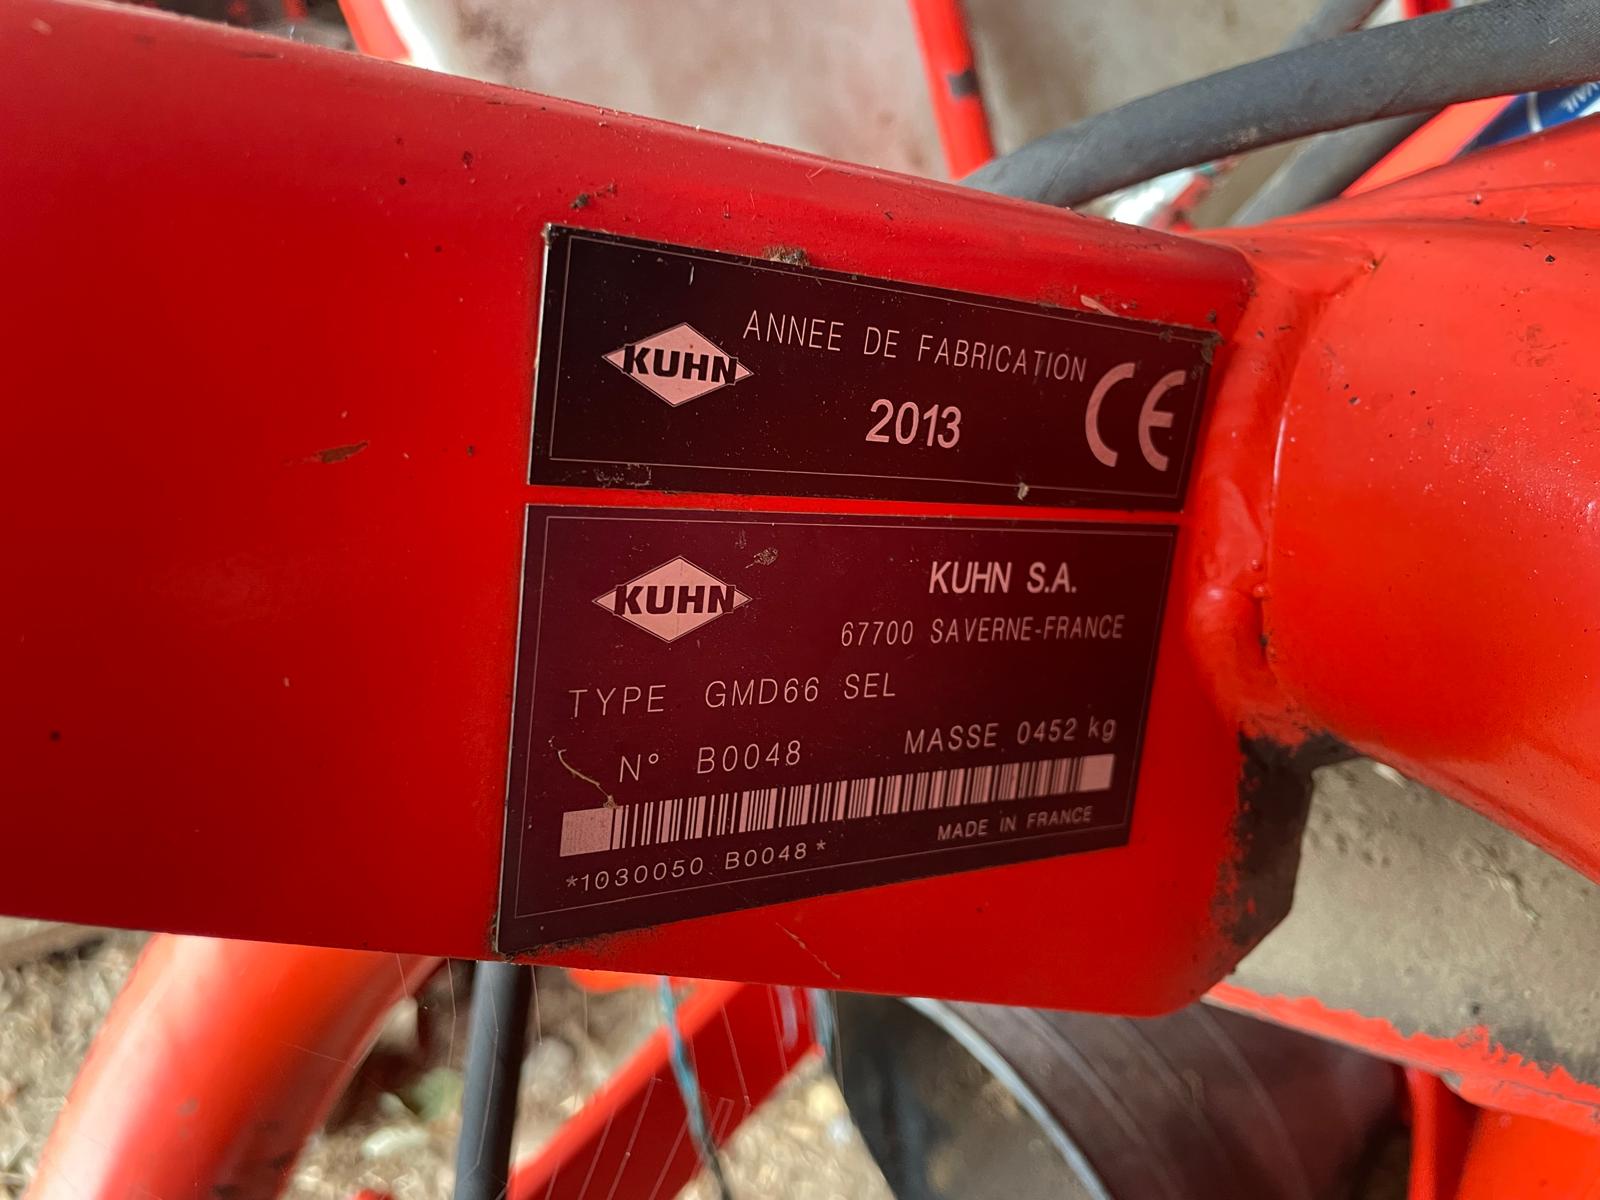 KUHN
ANNEE DE FABRICATION
2013
CE
KUHN
KUHN S.A.
67700 SAVERNE-FRANCE
TYPE GMD66 SEL
N° B0048 MASSE 0452 kg
MADE IN FRANCE
*1030050 B0048*